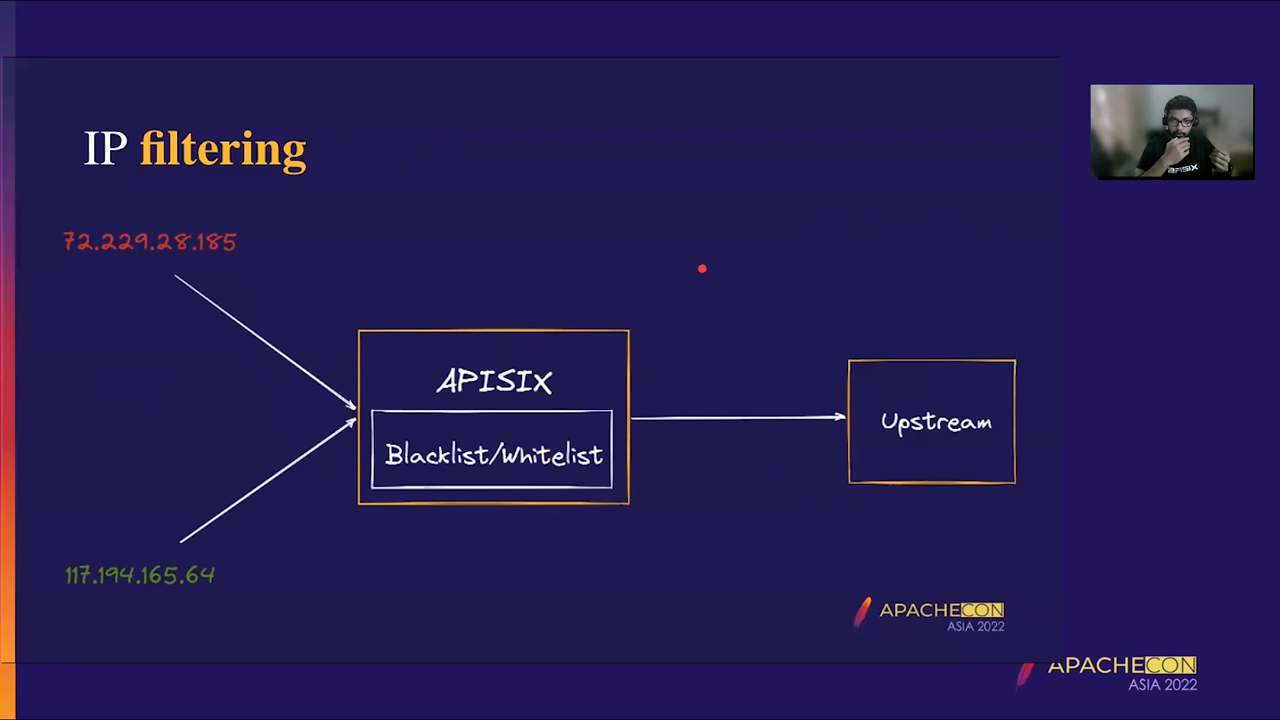 IP filtering
72.229.28.185
APISIX
Blacklist/Whitelist
Upstream
117.194.165.64
APACHECON
ASIA 2022
APACHECON
ASIA 2022
APISIX